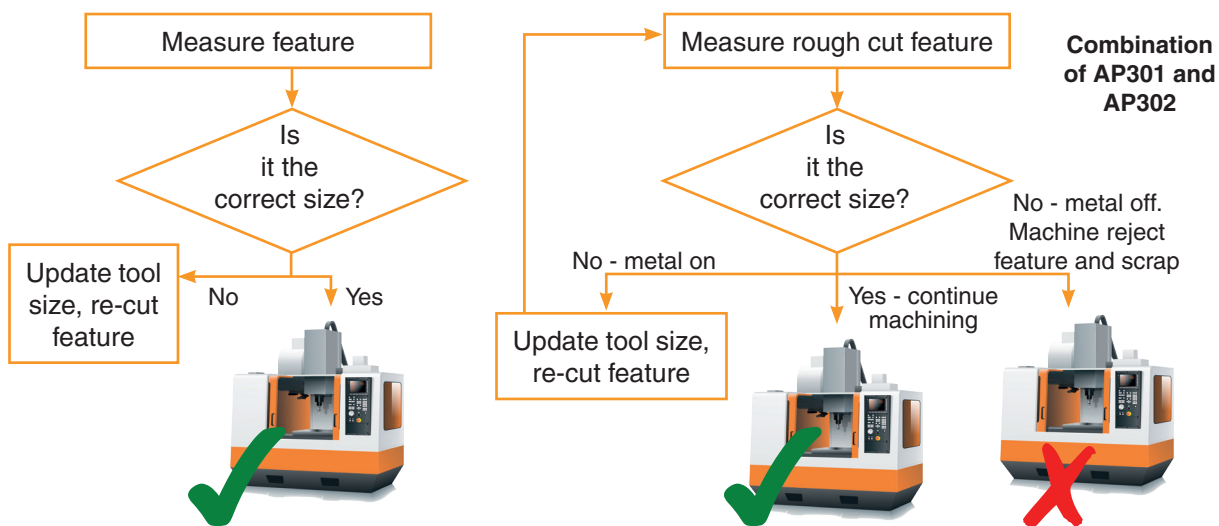 Measure feature
Is
it the
correct size?
Update tool
size, re-cut
feature
No
Yes
Measure rough cut feature
Combination
of AP301 and
AP302
Is
it the
correct size?
No - metal on
Update tool size,
re-cut feature
Yes - continue
machining
No - metal off.
Machine reject
feature and scrap